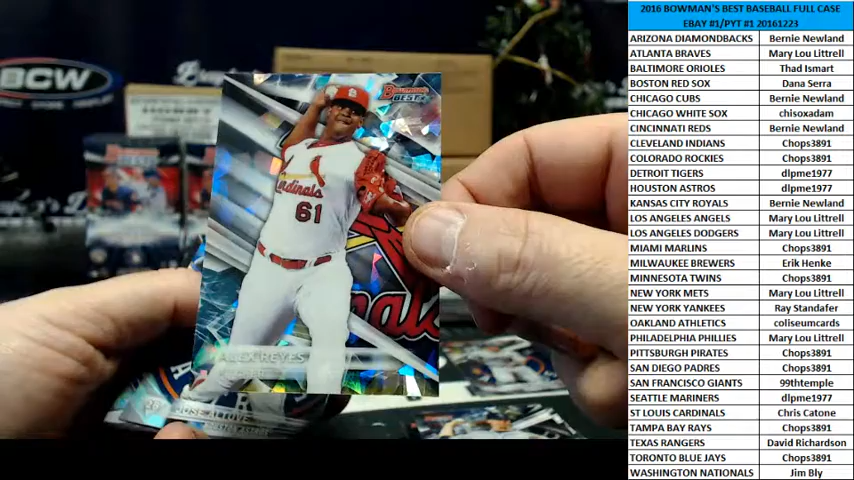 2016 BOWMAN'S BEST BASEBALL FULL CASE
EBAY #1/PYT #1 20161223
ARIZONA DIAMONDBACKS Bernie Newland
ATLANTA BRAVES Mary Lou Littrell
BALTIMORE ORIOLES Thad Ismart
BOSTON RED SOX Dana Serra
CHICAGO CUBS Bernie Newland
CHICAGO WHITE SOX chisoxadam
CINCINNATI REDS Bernie Newland
CLEVELAND INDIANS Chops3891
COLORADO ROCKIES Chops3891
DETROIT TIGERS dlpme1977
HOUSTON ASTROS dlpme1977
KANSAS CITY ROYALS Bernie Newland
LOS ANGELES ANGELS Mary Lou Littrell
LOS ANGELES DODGERS Mary Lou Littrell
MIAMI MARLINS Chops3891
MILWAUKEE BREWERS Erik Henke
MINNESOTA TWINS Chops3891
NEW YORK METS Mary Lou Littrell
NEW YORK YANKEES Ray Standafer
OAKLAND ATHLETICS coliseumcards
PHILADELPHIA PHILLIES Mary Lou Littrell
PITTSBURGH PIRATES Chops3891
SAN DIEGO PADRES Chops3891
SAN FRANCISCO GIANTS 99thtemple
SEATTLE MARINERS dlpme1977
ST LOUIS CARDINALS Chris Catone
TAMPA BAY RAYS Chops3891
TEXAS RANGERS David Richardson
TORONTO BLUE JAYS Chops3891
WASHINGTON NATIONALS Jim Bly
BCW
Bowman's
BEST
Cardinals
61
ALEX REYES
JOSE ALTUVE